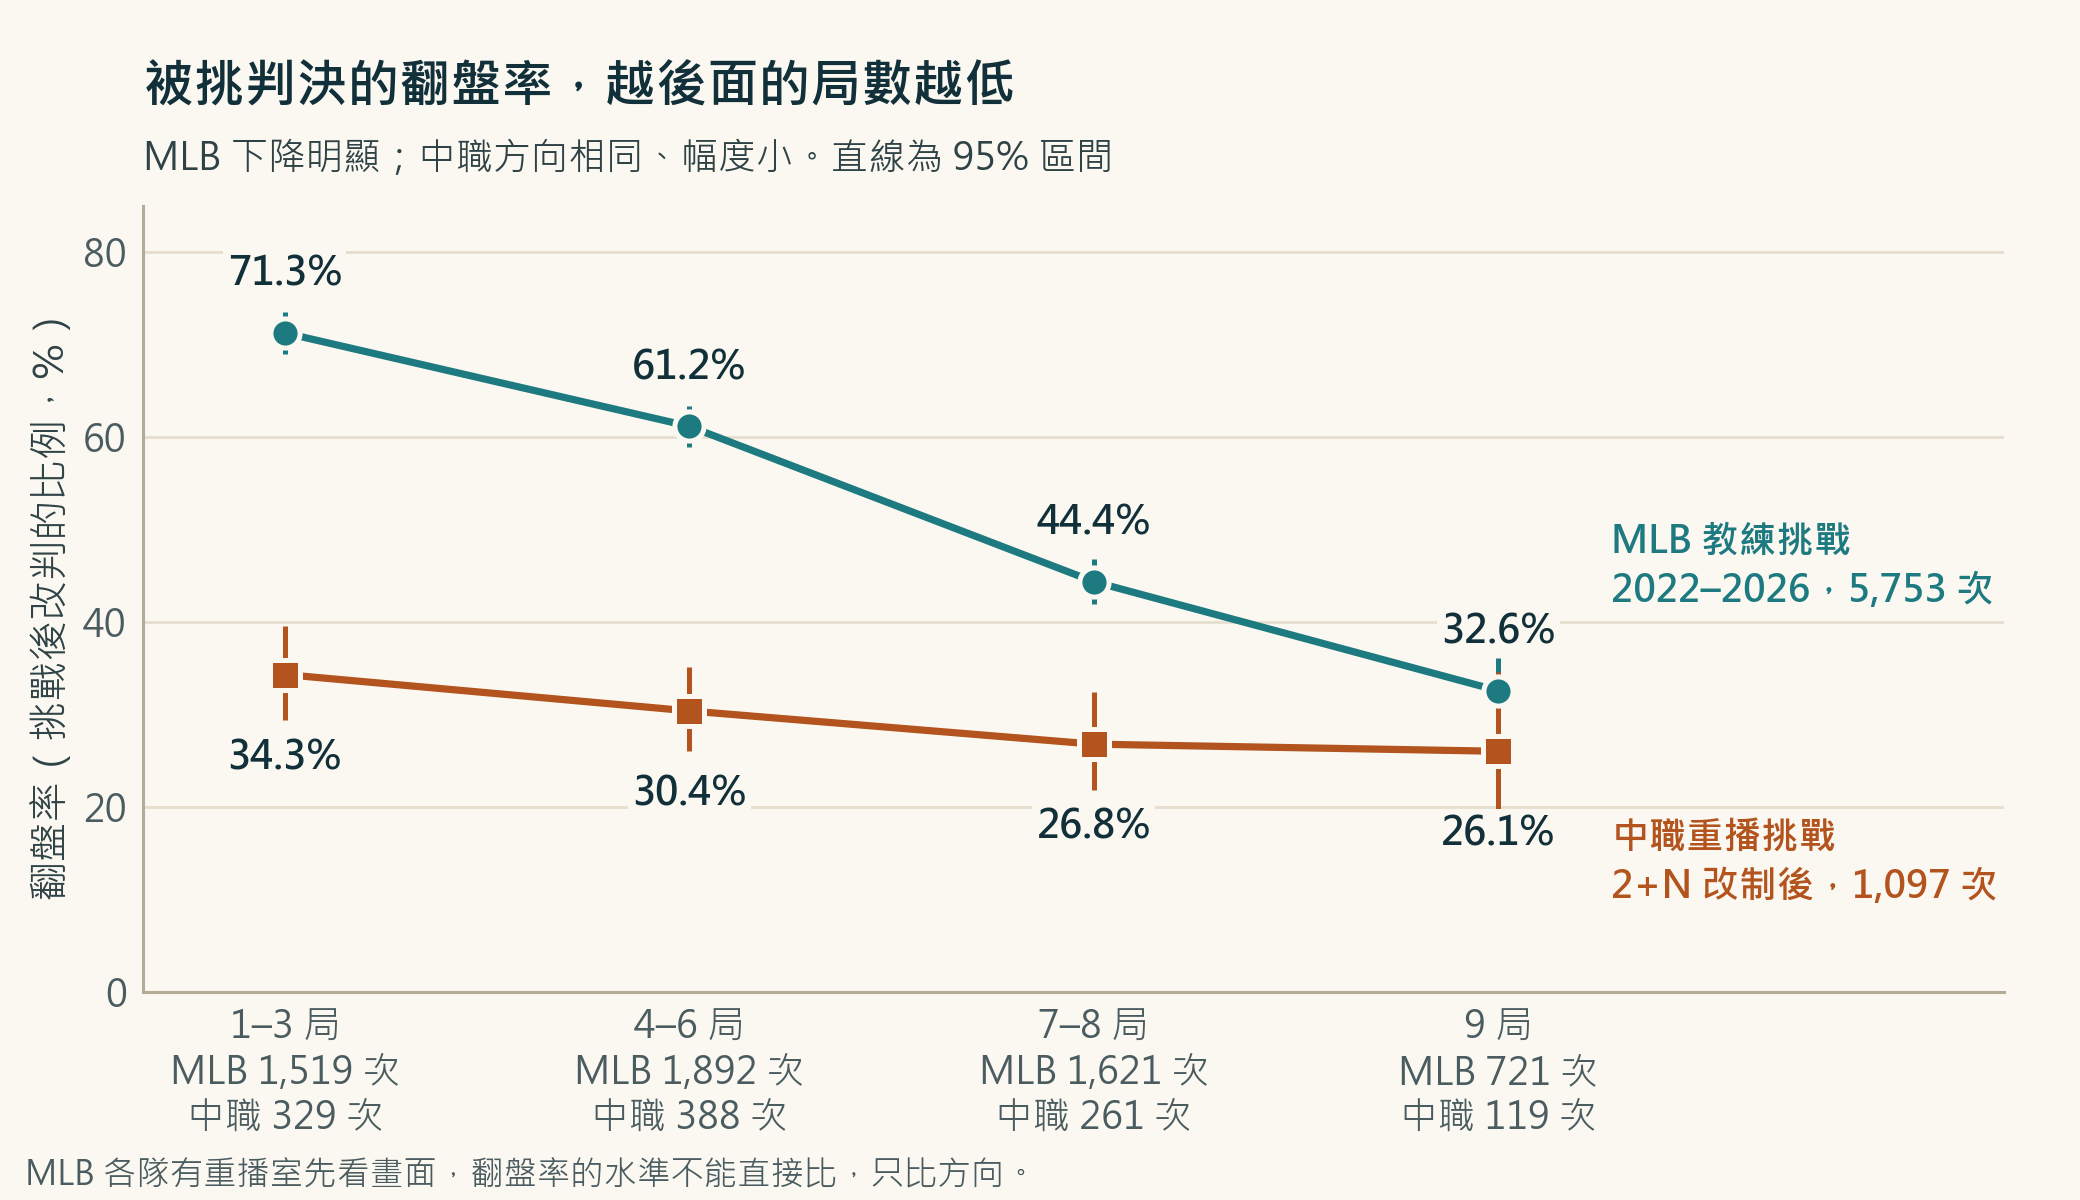 被挑判決的翻盤率，越後面的局數越低
MLB 下降明顯；中職方向相同、幅度小。直線為 95% 區間
翻盤率（挑戰後改判的比例，%）
80
60
40
20
0
71.3%
61.2%
44.4%
32.6%
34.3%
30.4%
26.8%
26.1%
MLB 教練挑戰
2022–2026，5,753 次
中職重播挑戰
2+N 改制後，1,097 次
1–3 局
MLB 1,519 次
中職 329 次
4–6 局
MLB 1,892 次
中職 388 次
7–8 局
MLB 1,621 次
中職 261 次
9 局
MLB 721 次
中職 119 次
MLB 各隊有重播室先看畫面，翻盤率的水準不能直接比，只比方向。